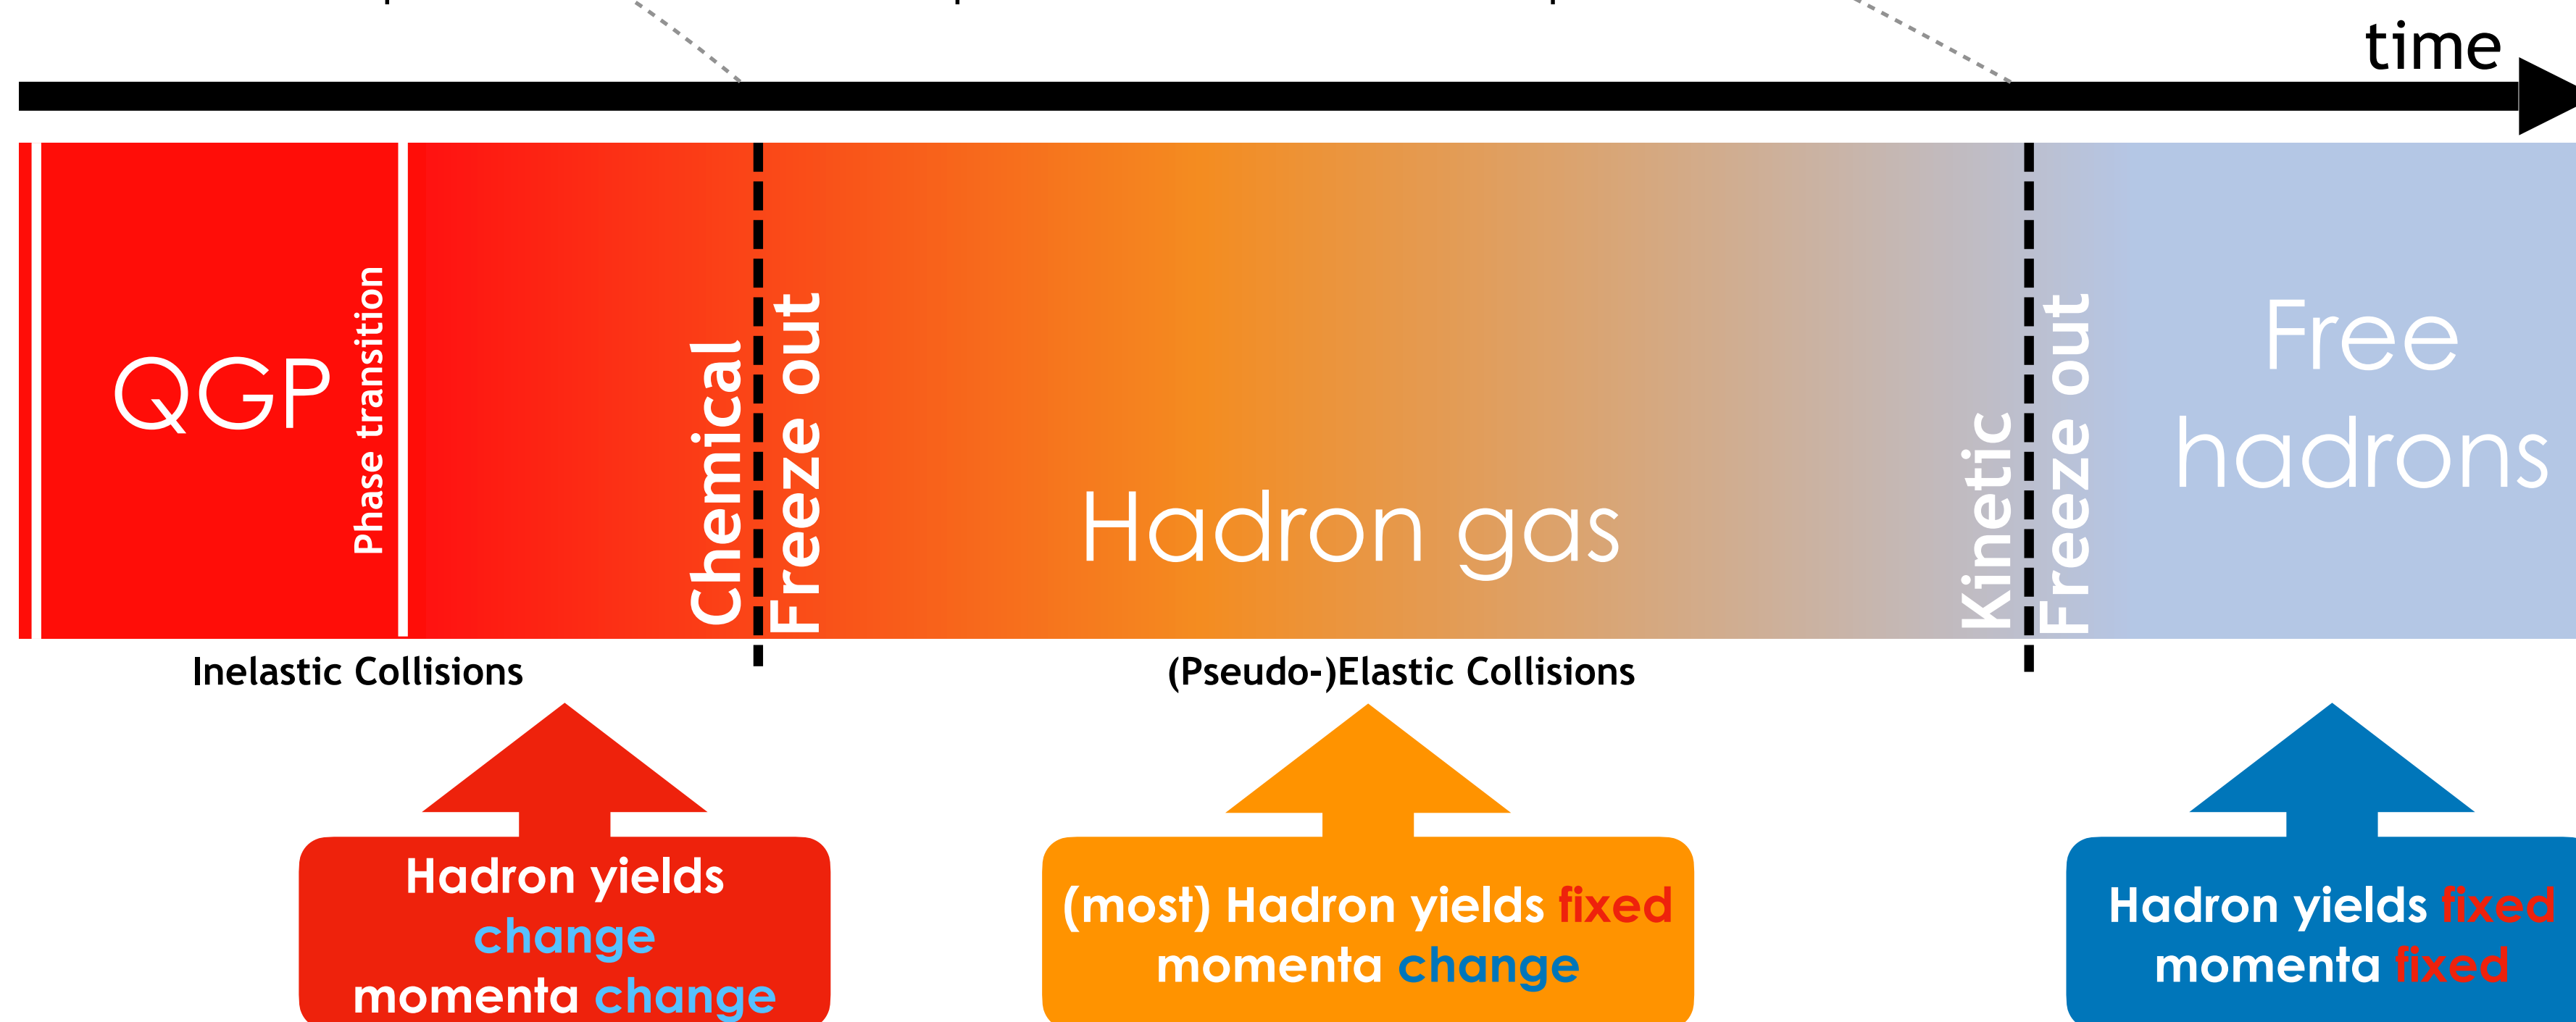 time
QGP
Phase transition
Chemical
Freeze out
Hadron gas
Kinetic
Freeze out
Free
hadrons
Inelastic Collisions
(Pseudo-)Elastic Collisions
Hadron yields
change
momenta change
(most) Hadron yields fixed
momenta change
Hadron yields fixed
momenta fixed